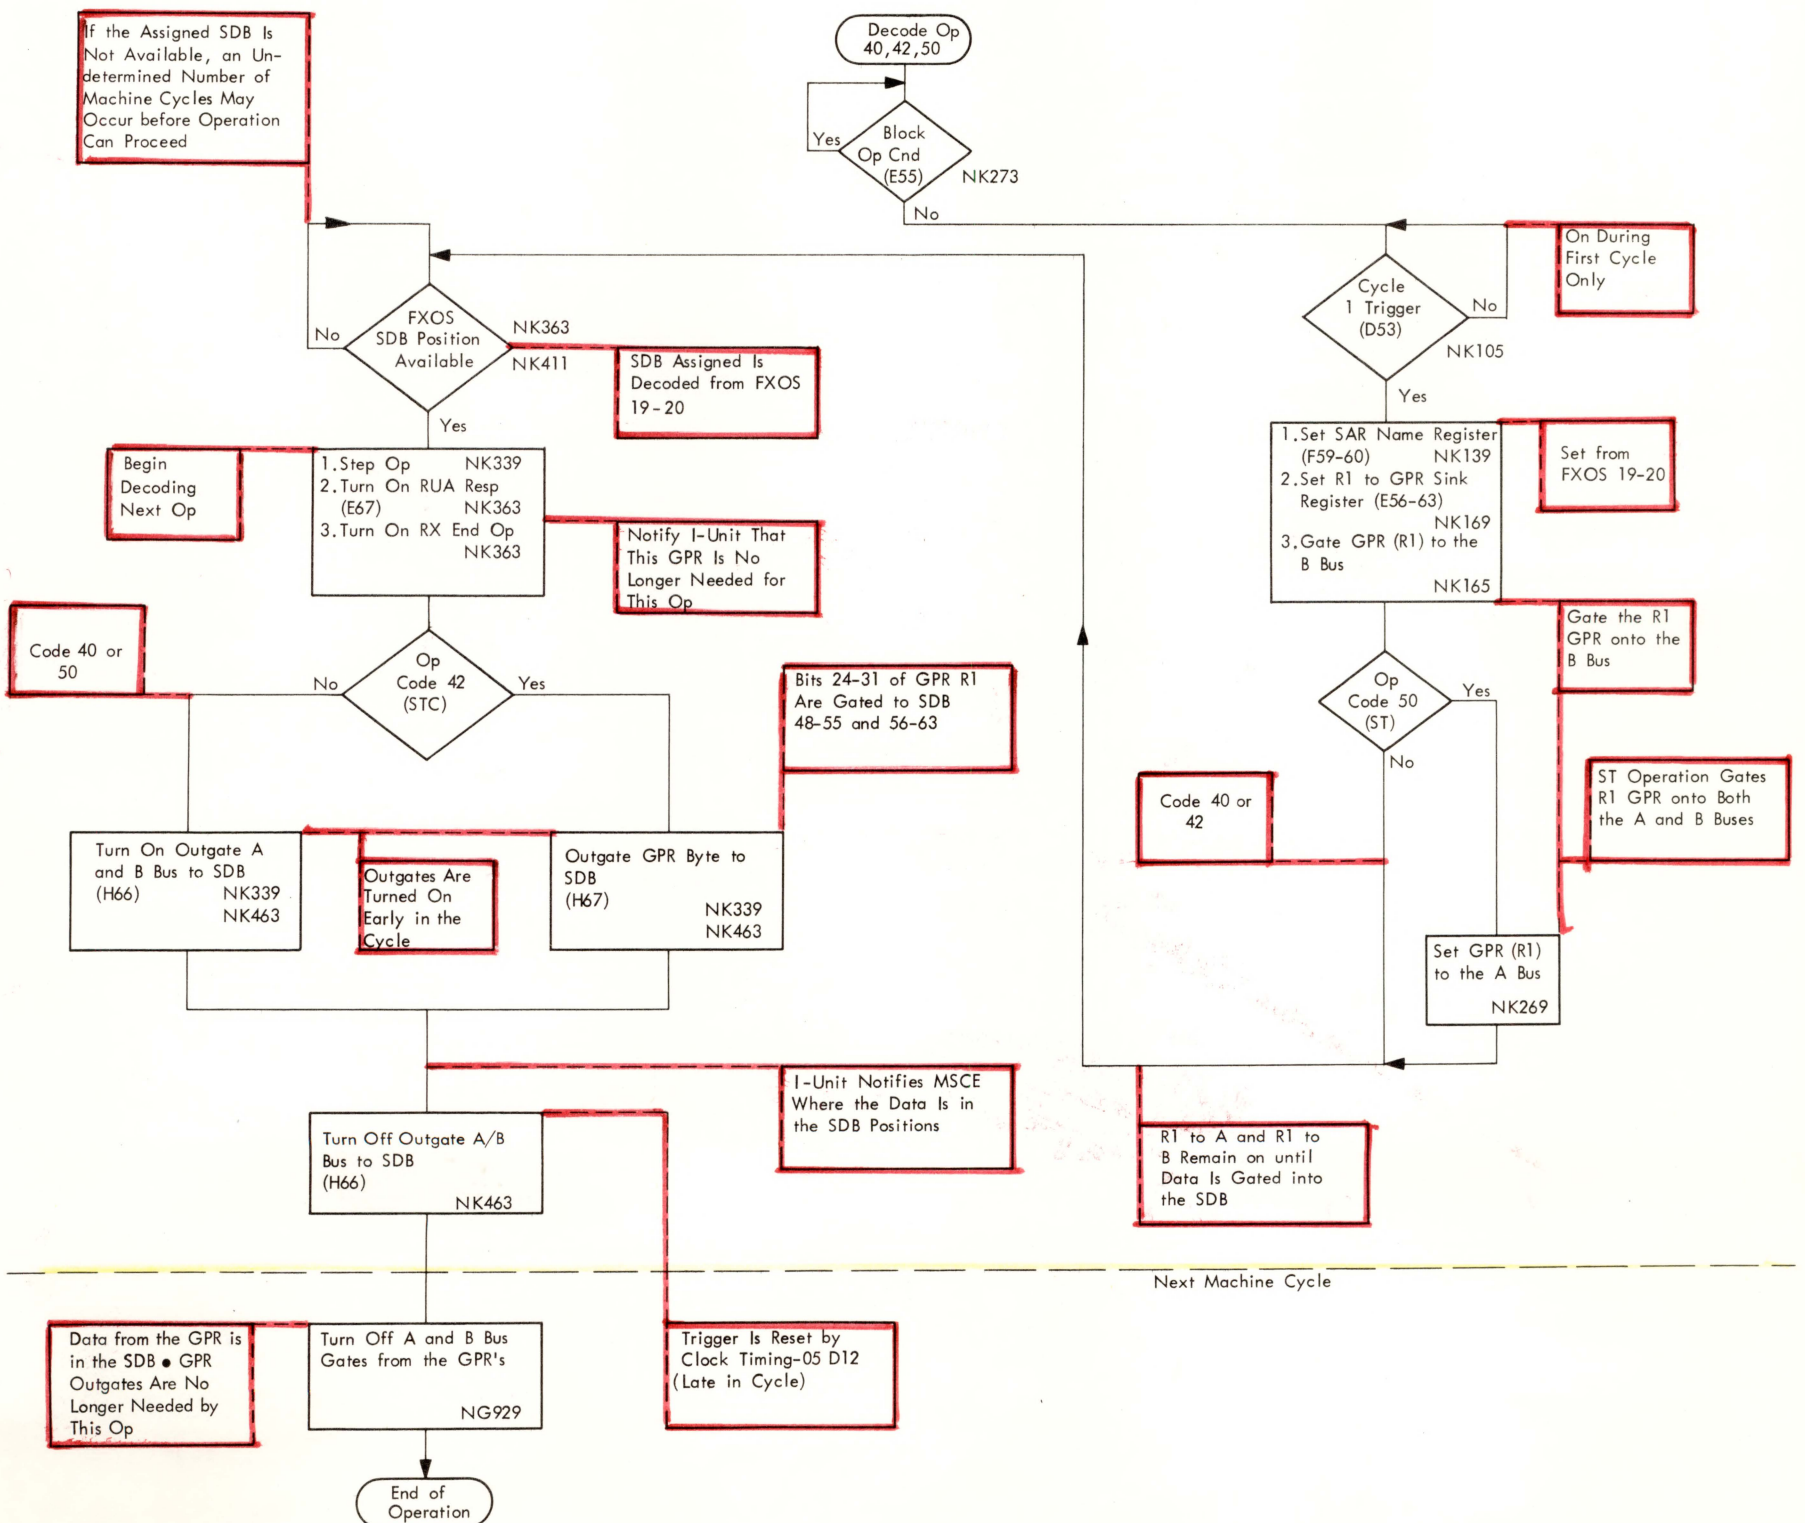 If the Assigned SDB Is
Not Available, an Un-
determined Number of
Machine Cycles May
Occur before Operation
Can Proceed
Decode Op
40,42,50
Yes
Block
Op Cnd
(E55)
NK273
No
On During
First Cycle
Only
Cycle
1 Trigger
(D53)
No
NK105
Yes
FXOS
SDB Position
Available
No
NK363
NK411
SDB Assigned Is
Decoded from FXOS
19-20
Yes
1.Set SAR Name Register
(F59-60) NK139
2.Set R1 to GPR Sink
Register (E56-63)
NK169
3.Gate GPR (R1) to the
B Bus
NK165
Set from
FXOS 19-20
Begin
Decoding
Next Op
1.Step Op NK339
2.Turn On RUA Resp
(E67) NK363
3.Turn On RX End Op
NK363
Notify I-Unit That
This GPR Is No
Longer Needed for
This Op
Gate the R1
GPR onto the
B Bus
Code 40 or
50
No
Op
Code 42
(STC)
Yes
Bits 24-31 of GPR R1
Are Gated to SDB
48-55 and 56-63
Op
Code 50
(ST)
Yes
No
Code 40 or
42
ST Operation Gates
R1 GPR onto Both
the A and B Buses
Turn On Outgate A
and B Bus to SDB
(H66) NK339
NK463
Outgates Are
Turned On
Early in the
Cycle
Outgate GPR Byte to
SDB
(H67)
NK339
NK463
Set GPR (R1)
to the A Bus
NK269
I-Unit Notifies MSCE
Where the Data Is in
the SDB Positions
Turn Off Outgate A/B
Bus to SDB
(H66)
NK463
R1 to A and R1 to
B Remain on until
Data Is Gated into
the SDB
Next Machine Cycle
Data from the GPR is
in the SDB ● GPR
Outgates Are No
Longer Needed by
This Op
Turn Off A and B Bus
Gates from the GPR's
NG929
Trigger Is Reset by
Clock Timing-05 D12
(Late in Cycle)
End of
Operation